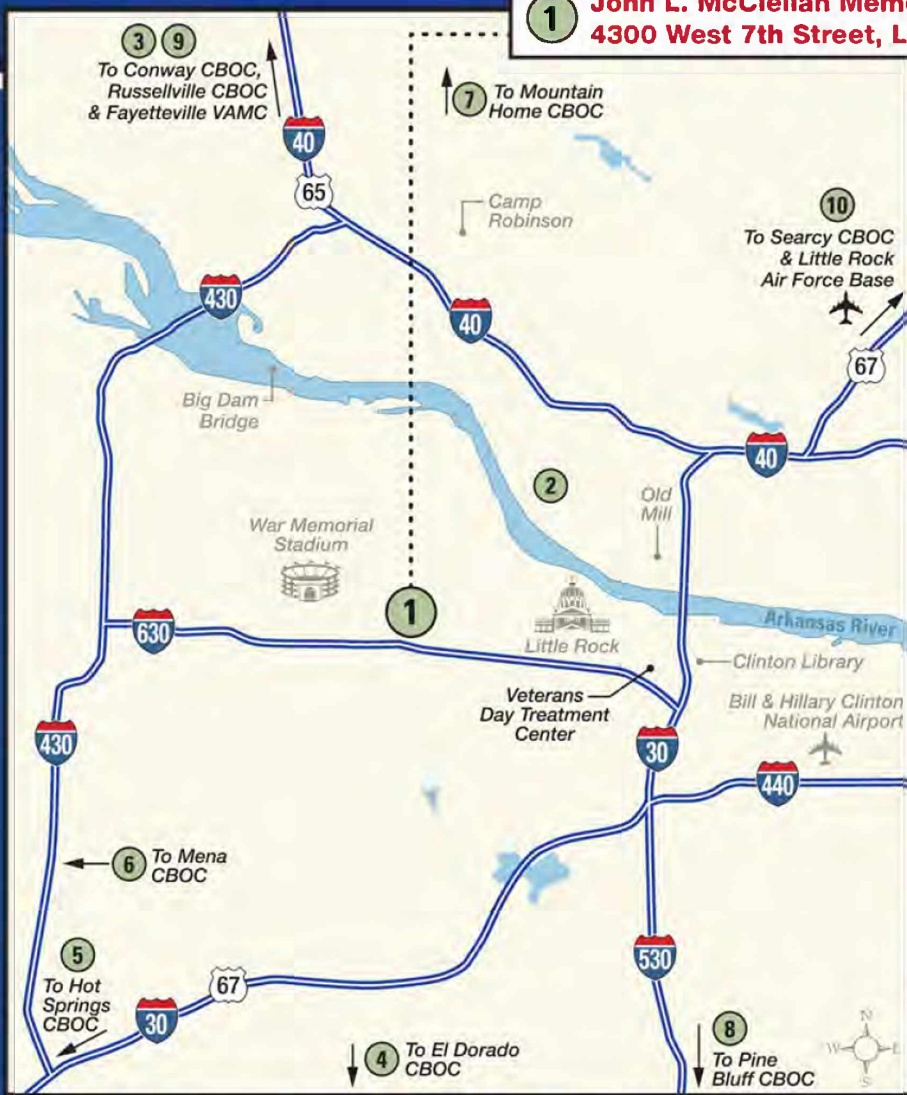 1
John L. McClellan Mem
4300 West 7th Street, L
3 9
To Conway CBOC,
Russellville CBOC
& Fayetteville VAMC
7 To Mountain
Home CBOC
40
65
Camp
Robinson
10
To Searcy CBOC
& Little Rock
Air Force Base
430
40
67
Big Dam
Bridge
40
2
Old
Mill
War Memorial
Stadium
1
630
Little Rock
Arkansas River
Clinton Library
Veterans
Day Treatment
Center
Bill & Hillary Clinton
National Airport
430
30
440
6 To Mena
CBOC
5
To Hot
Springs
CBOC
67
530
30
4 To El Dorado
CBOC
8
To Pine
Bluff CBOC
N
W E
S